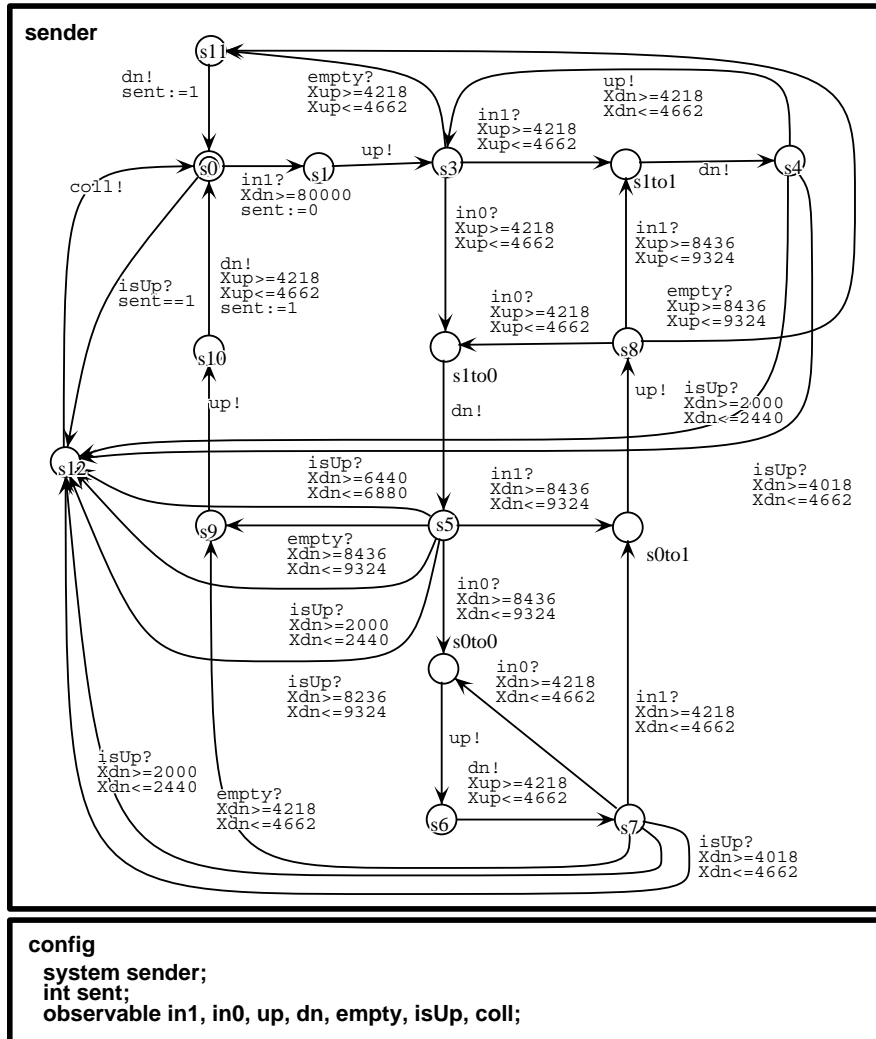 sender
s11
dn!
sent:=1
empty?
Xup>=4218
Xup<=4662
up!
Xdn>=4218
Xdn<=4662
in1?
Xup>=4218
Xup<=4662
up!
s0
s1
s3
s1to1
dn!
s4
coll!
in1?
Xdn>=80000
sent:=0
in0?
Xup>=4218
Xup<=4662
in1?
Xup>=8436
Xup<=9324
dn!
Xup>=4218
Xup<=4662
sent:=1
isUp?
sent==1
empty?
Xup>=8436
Xup<=9324
in0?
Xup>=4218
Xup<=4662
s10
s8
s1to0
up!
dn!
up!
isUp?
Xdn>=2000
Xdn<=2440
s12
isUp?
Xdn>=6440
Xdn<=6880
in1?
Xdn>=8436
Xdn<=9324
isUp?
Xdn>=4018
Xdn<=4662
s9
s5
s0to1
empty?
Xdn>=8436
Xdn<=9324
in0?
Xdn>=8436
Xdn<=9324
isUp?
Xdn>=2000
Xdn<=2440
s0to0
in0?
Xdn>=4218
Xdn<=4662
isUp?
Xdn>=8236
Xdn<=9324
in1?
Xdn>=4218
Xdn<=4662
up!
isUp?
Xdn>=2000
Xdn<=2440
dn!
Xup>=4218
Xup<=4662
empty?
Xdn>=4218
Xdn<=4662
s6
s7
isUp?
Xdn>=4018
Xdn<=4662
config
system sender;
int sent;
observable in1, in0, up, dn, empty, isUp, coll;